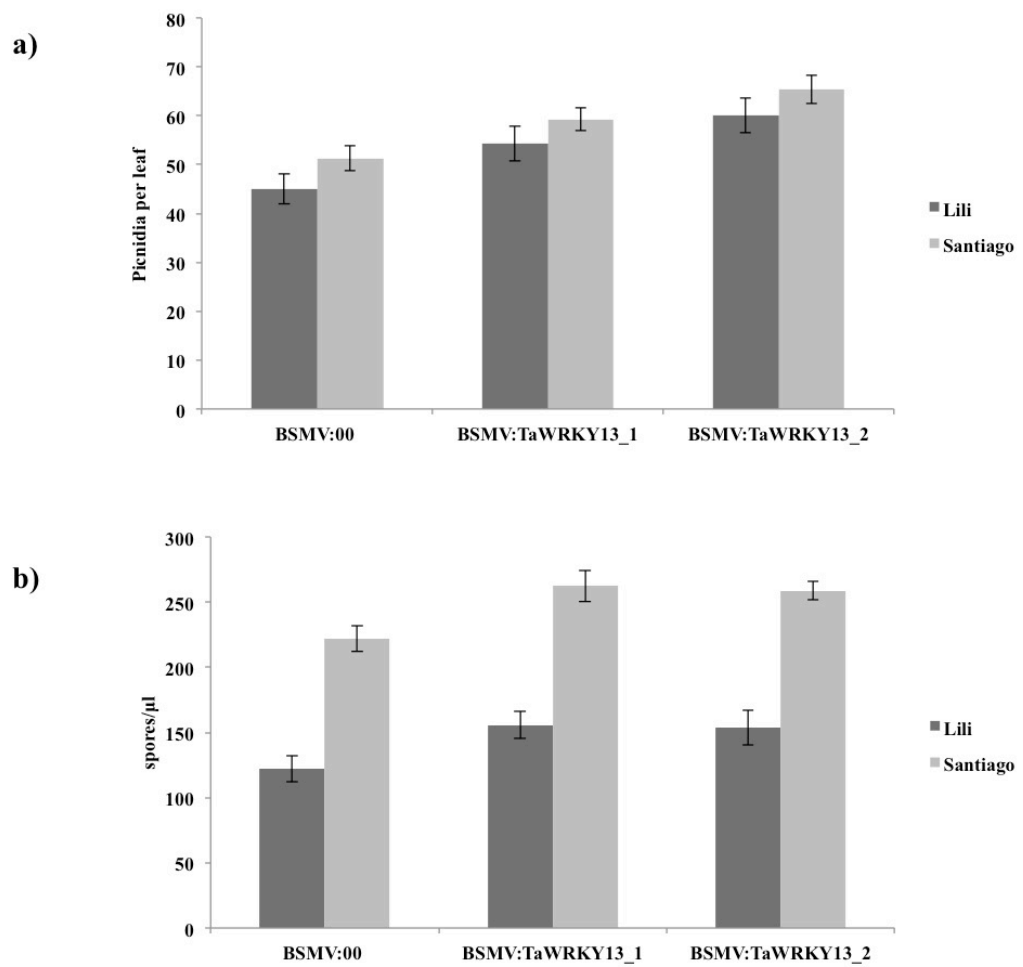 a)
80
70
60
50
40
30
20
10
0
Picnidia per leaf
BSMV:00 BSMV:TaWRKY13_1 BSMV:TaWRKY13_2
Lili
Santiago
b)
300
250
200
150
100
50
0
spores/µl
BSMV:00 BSMV:TaWRKY13_1 BSMV:TaWRKY13_2
Lili
Santiago